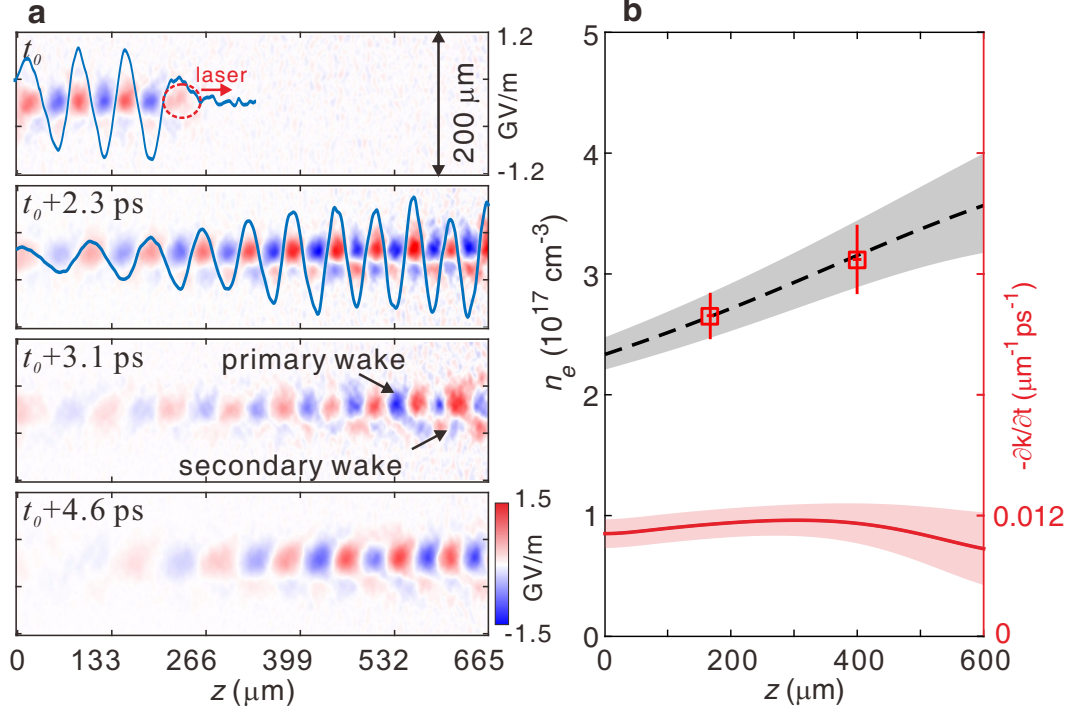 a
t₀
laser
200 μm
1.2
GV/m
-1.2
t₀+2.3 ps
t₀+3.1 ps
primary wake
secondary wake
t₀+4.6 ps
1.5
GV/m
-1.5
0 133 266 399 532 665
z (μm)
b
5
4
3
2
1
0
nₑ (10¹⁷ cm⁻³)
0.012
0
-∂k/∂t (μm⁻¹ps⁻¹)
0 200 400 600
z (μm)